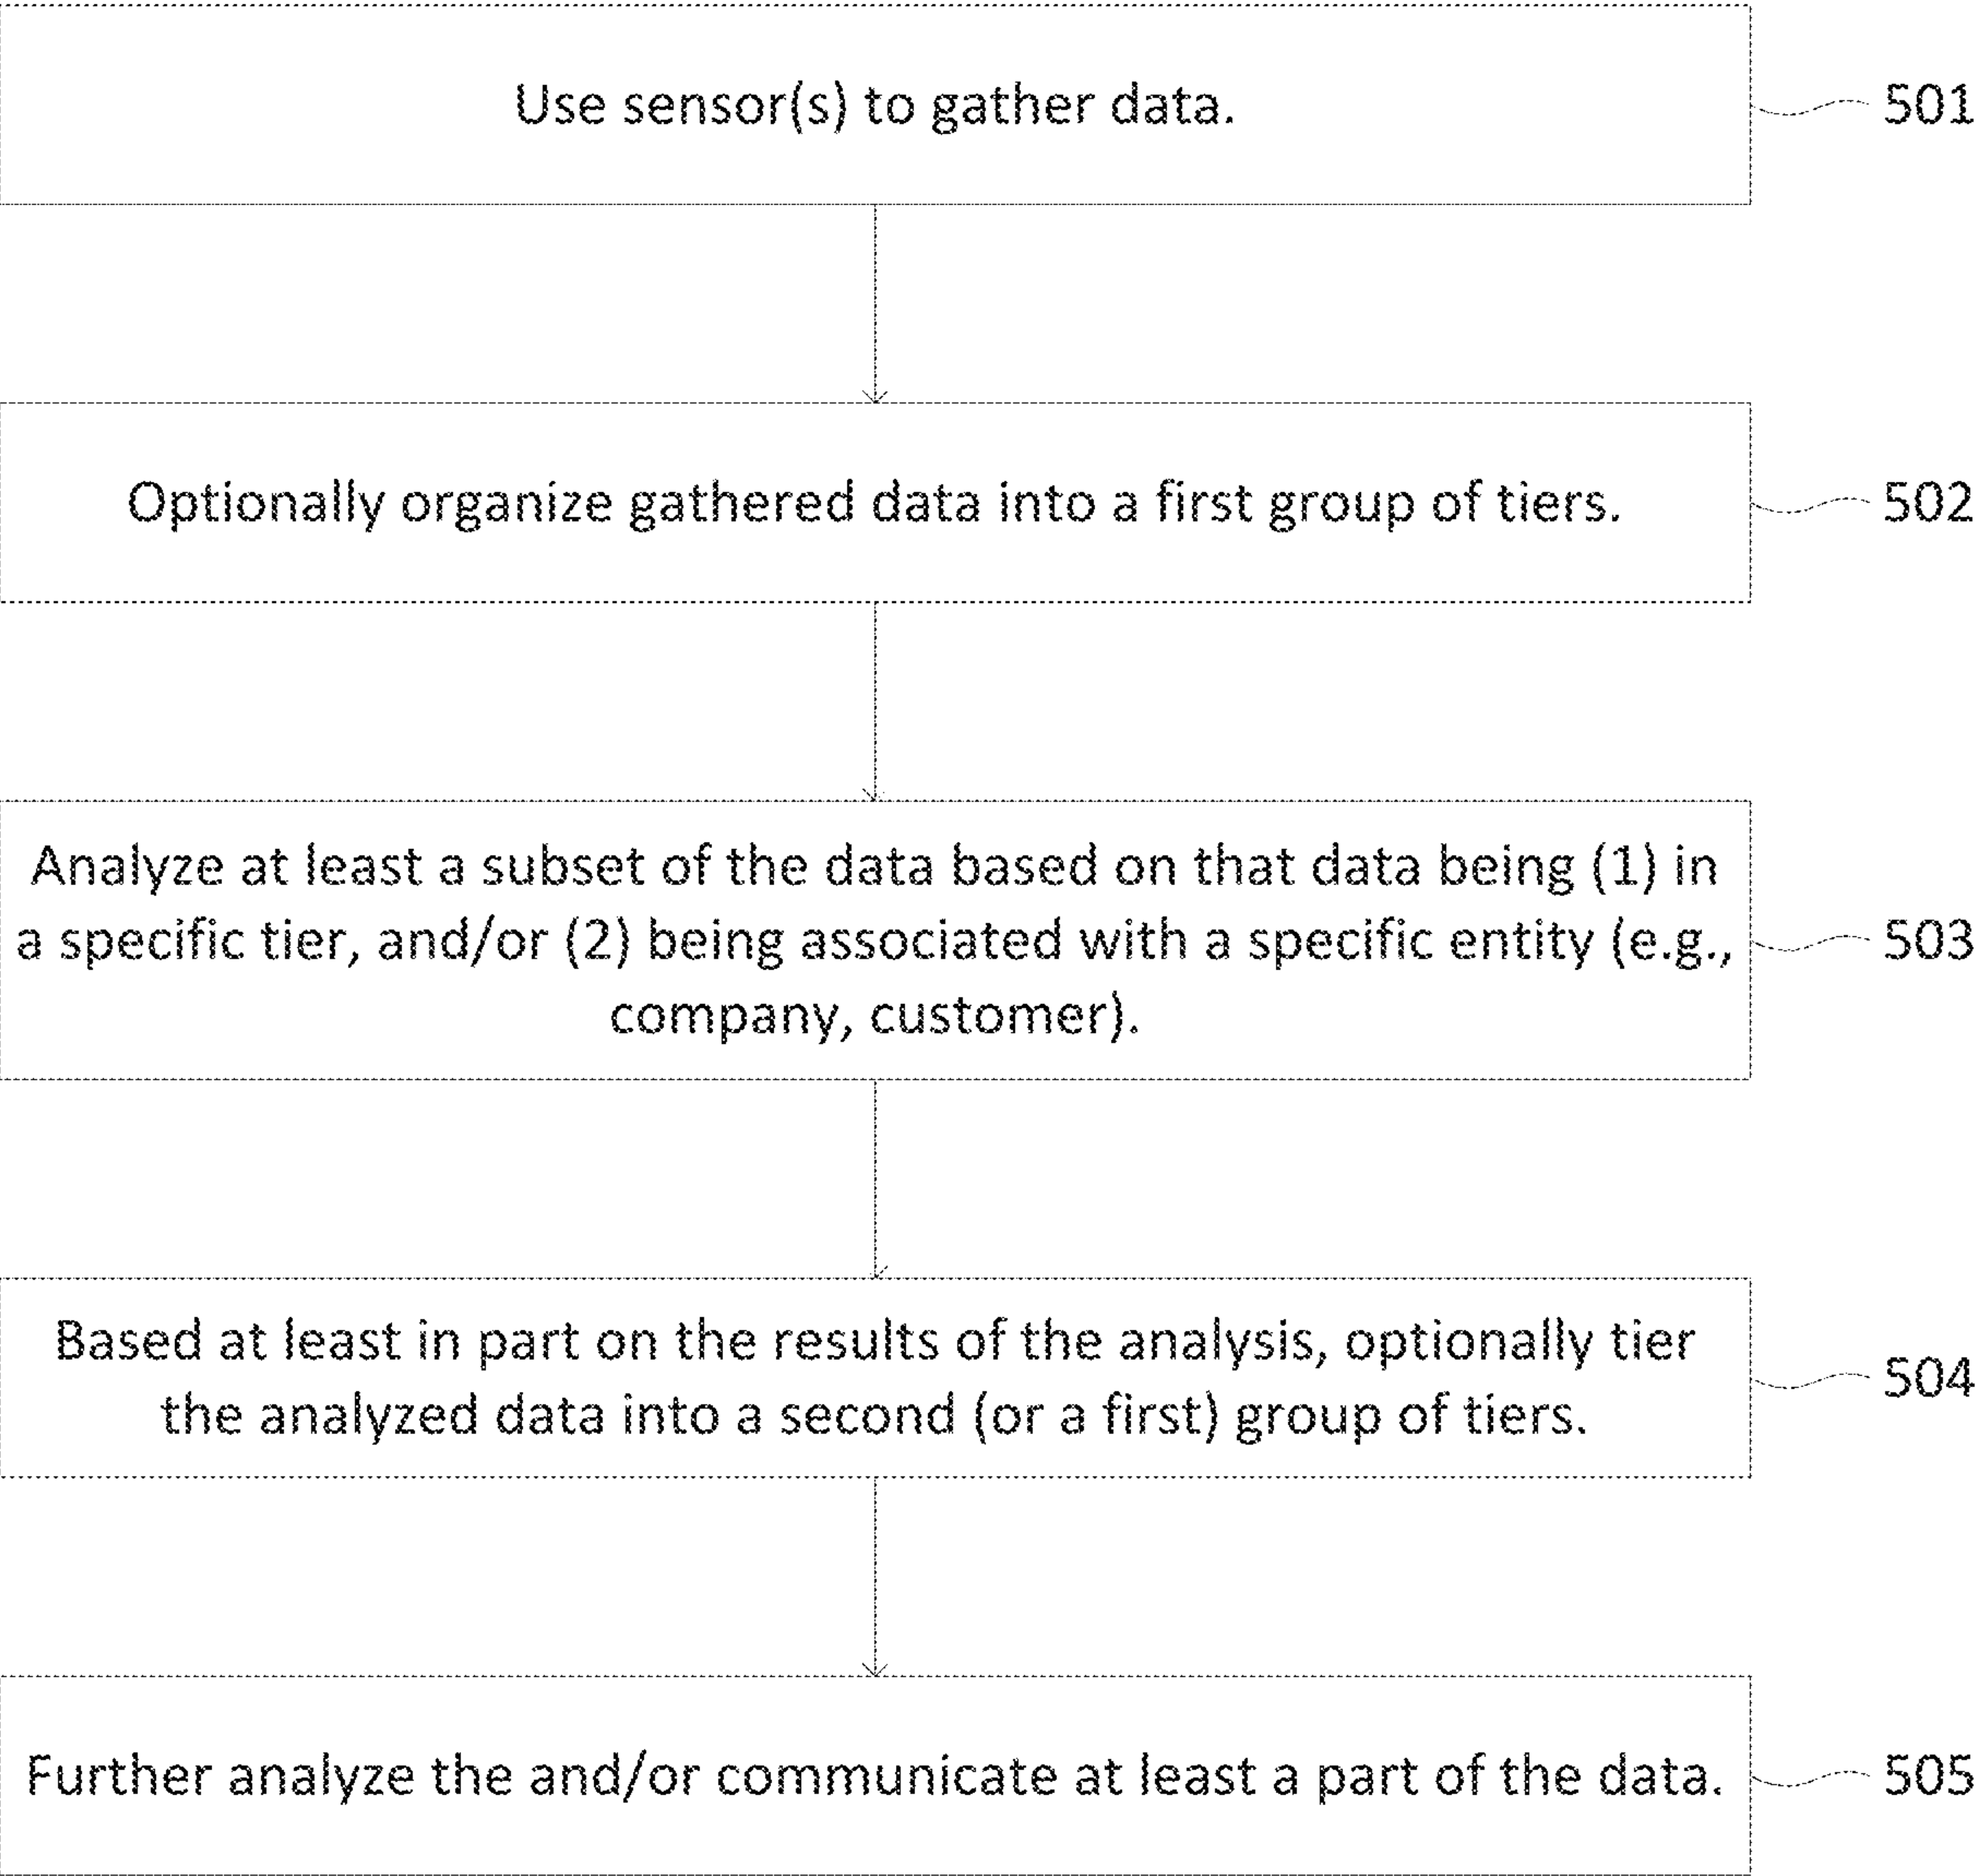 Use sensor(s) to gather data.
501
Optionally organize gathered data into a first group of tiers.
502
Analyze at least a subset of the data based on that data being (1) in
a specific tier, and/or (2) being associated with a specific entity (e.g.,
company, customer).
503
Based at least in part on the results of the analysis, optionally tier
the analyzed data into a second (or a first) group of tiers.
504
Further analyze the and/or communicate at least a part of the data.
505